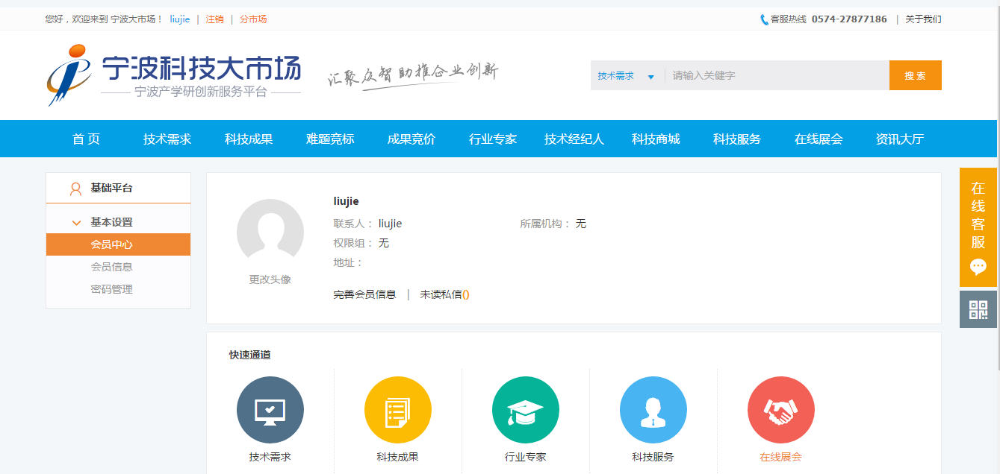 您好，欢迎来到 宁波大市场！ liujie | 注销 | 分市场
客服热线 0574-27877186 | 关于我们
宁波科技大市场
宁波产学研创新服务平台
汇聚众智 助推企业创新
技术需求 请输入关键字 搜 索
首 页 技术需求 科技成果 难题竞标 成果竞价 行业专家 技术经纪人 科技商城 科技服务 在线展会 资讯大厅
基础平台
基本设置
会员中心
会员信息
密码管理
更改头像
liujie
联系人： liujie 所属机构： 无
权限组： 无
地址：
完善会员信息 | 未读私信()
在线客服
快速通道
技术需求 科技成果 行业专家 科技服务 在线展会